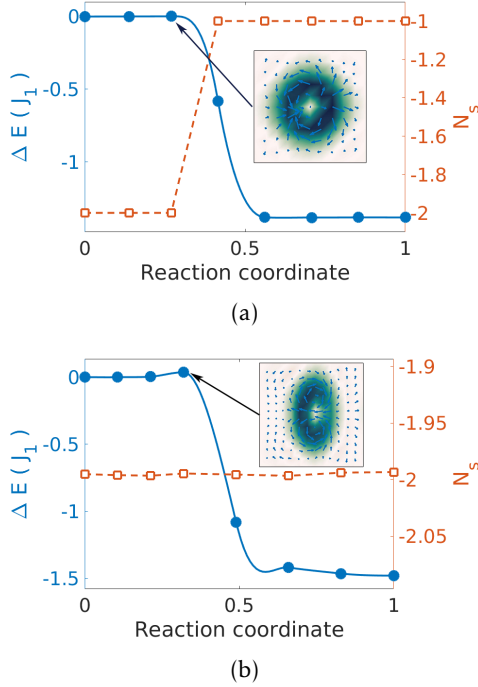 0
-0.5
-1
Δ E ( J₁ )
-1
-1.2
-1.4
-1.6
-1.8
-2
Nₛ
0 0.5 1
Reaction coordinate
(a)
0
-0.5
-1
-1.5
Δ E ( J₁ )
-1.9
-1.95
-2
-2.05
Nₛ
0 0.5 1
Reaction coordinate
(b)